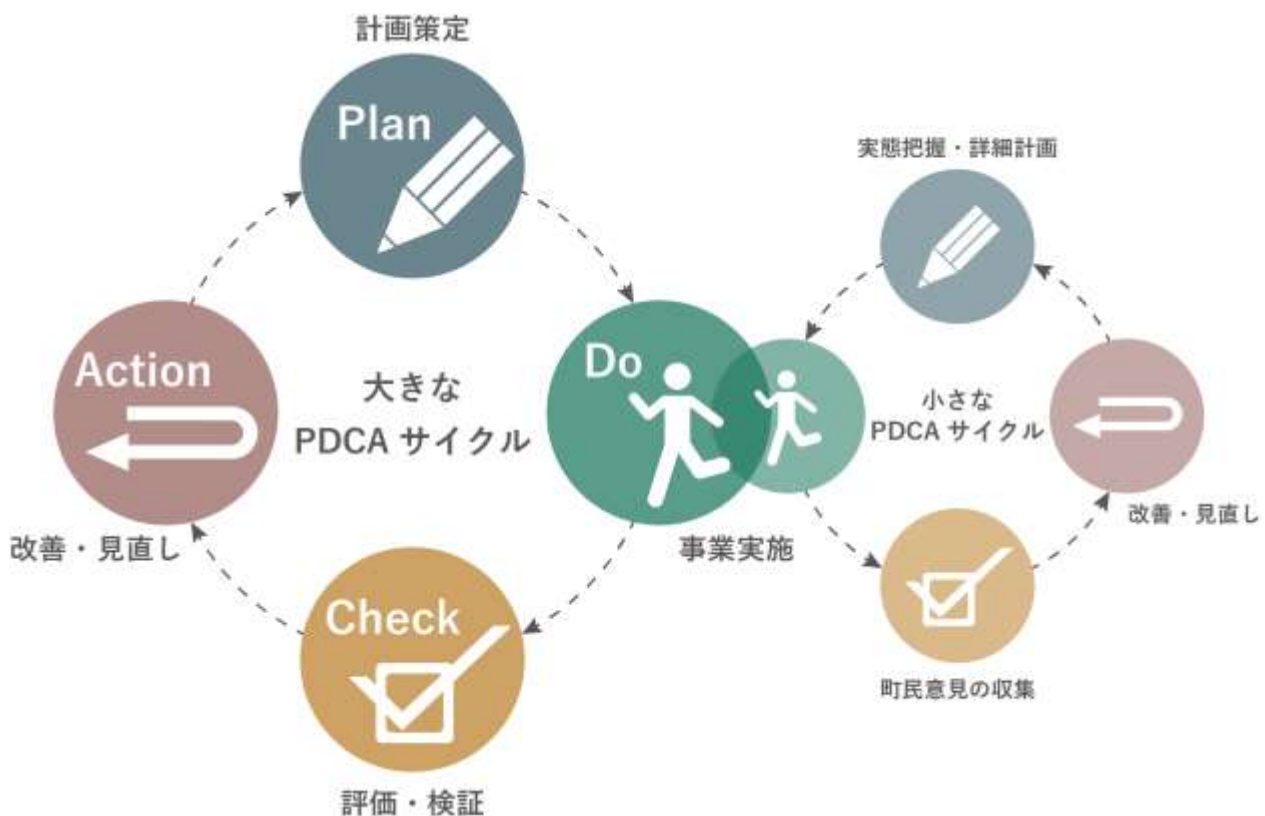 計画策定
Plan
実態把握・詳細計画
Action
大きな
PDCA サイクル
Do
小さな
PDCA サイクル
改善・見直し
事業実施
改善・見直し
Check
町民意見の収集
評価・検証